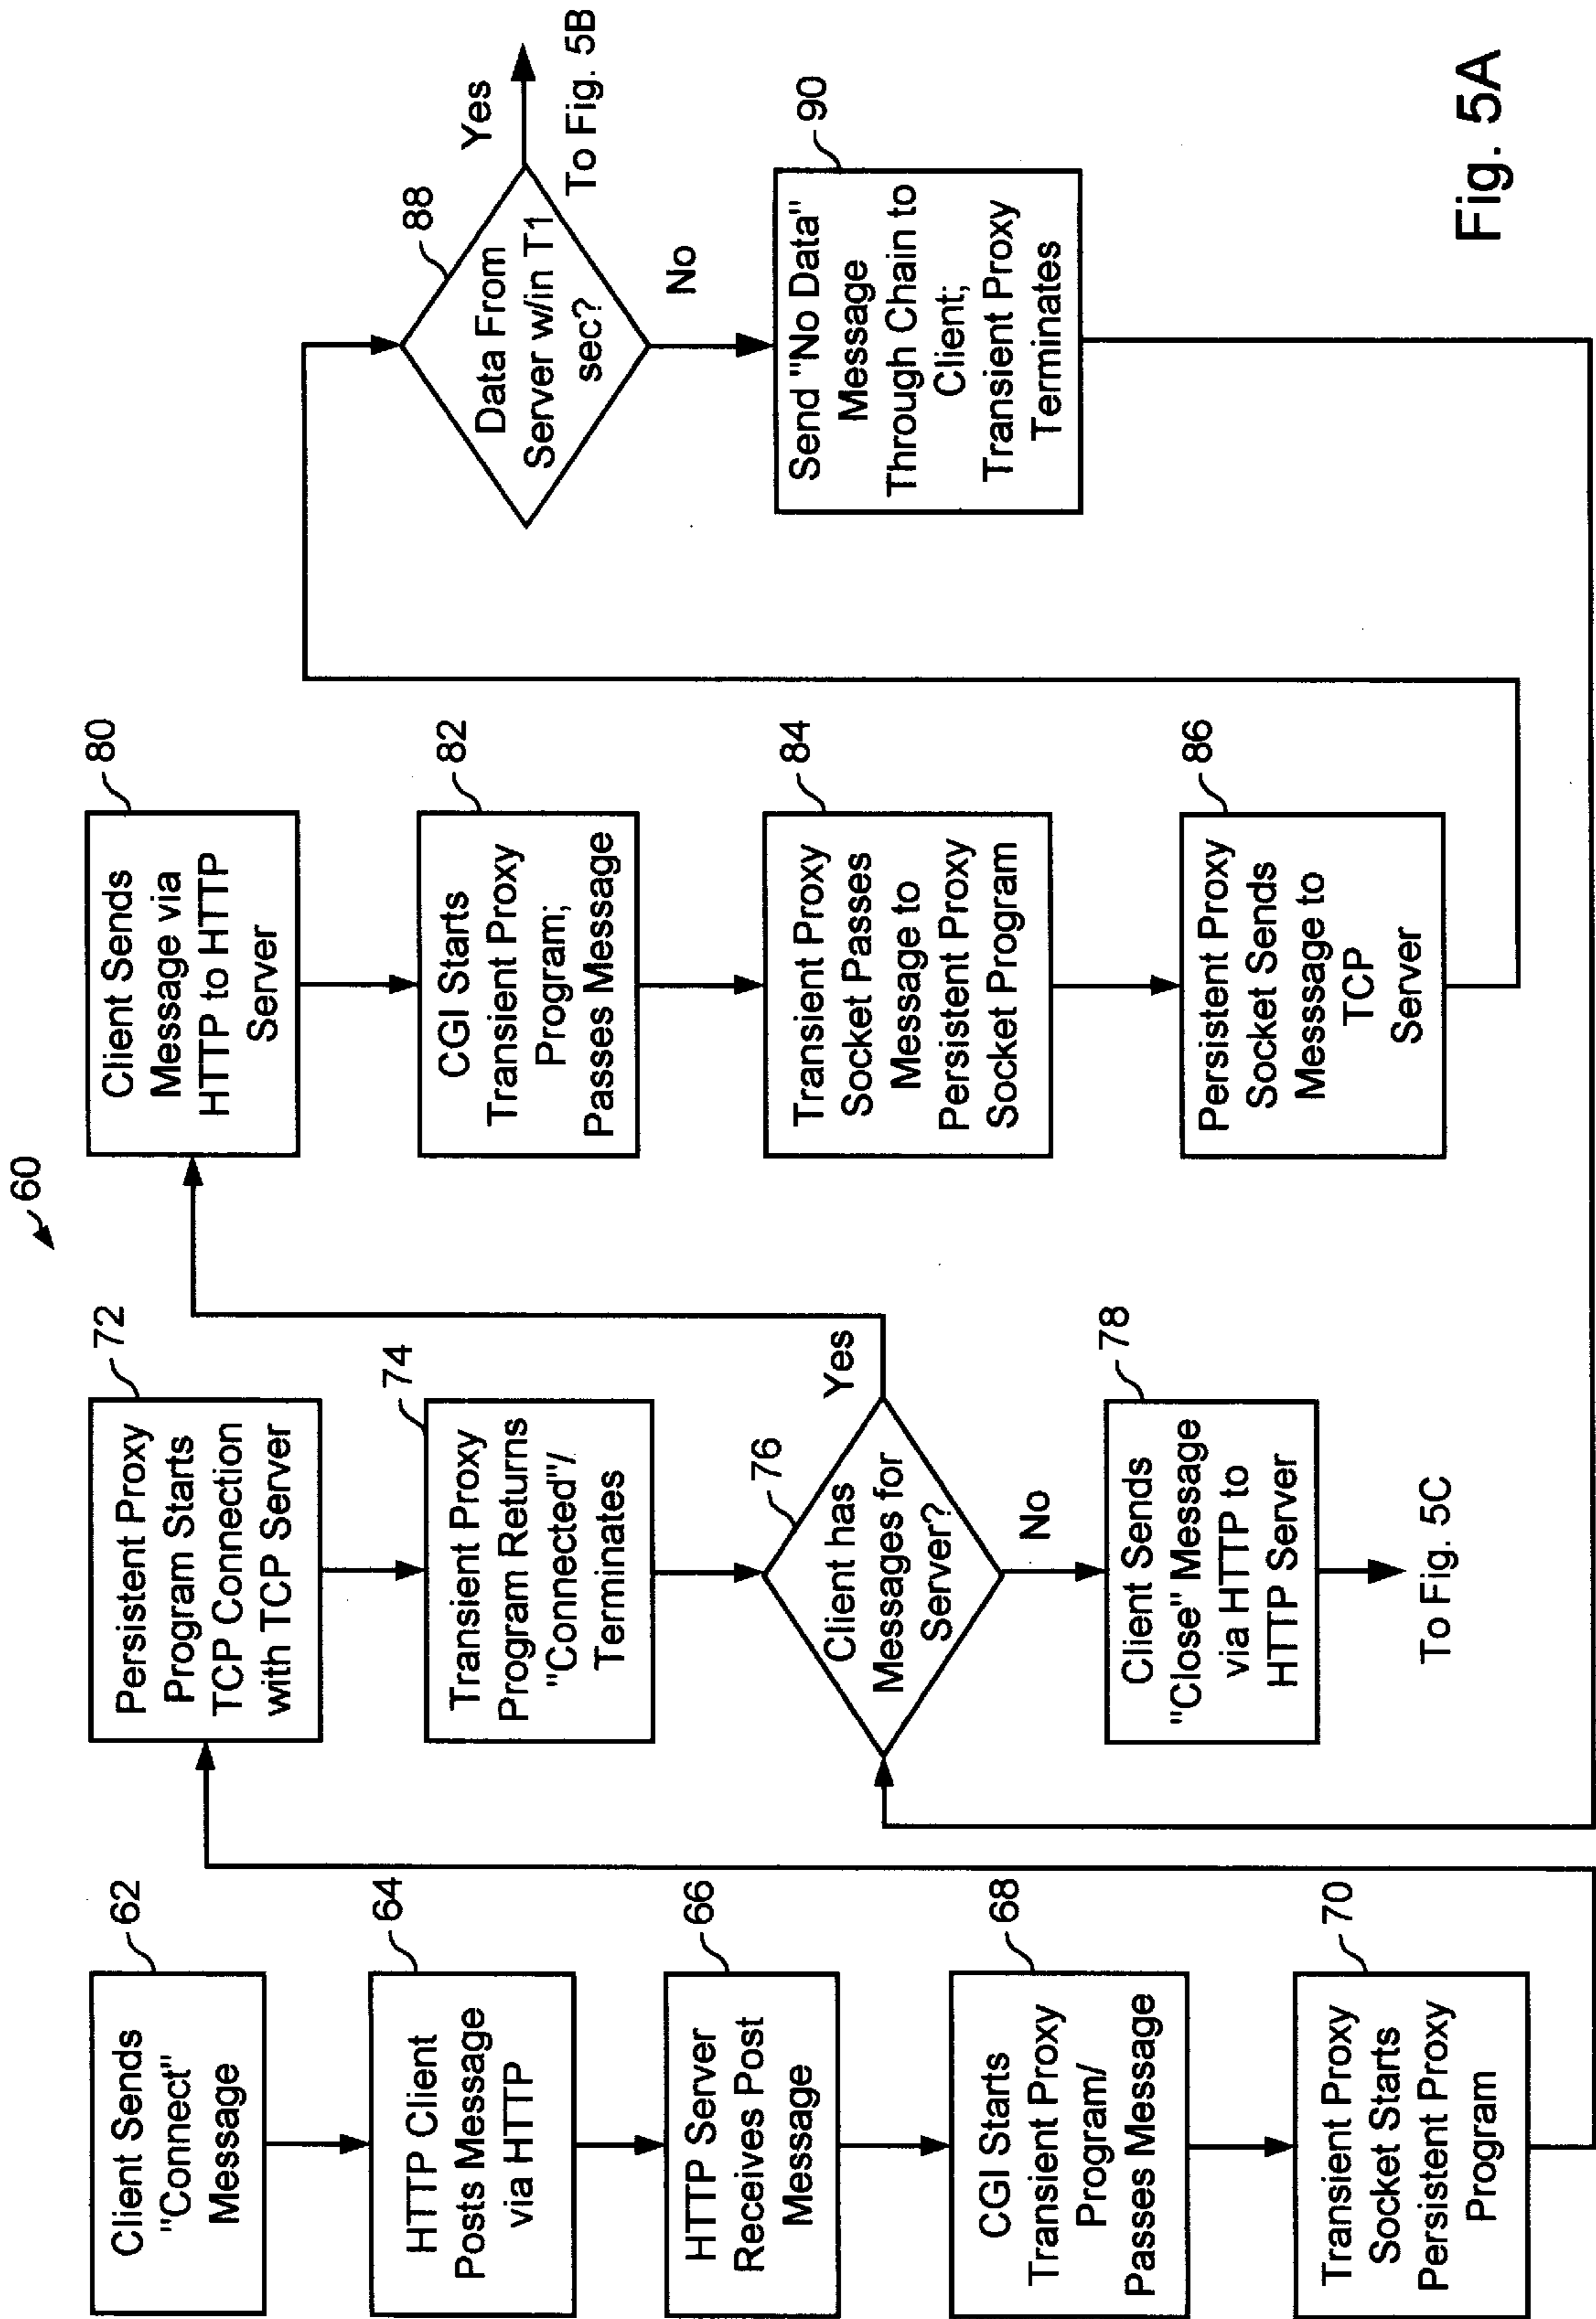 60
Client Sends
"Connect"
Message
62
HTTP Client
Posts Message
via HTTP
64
HTTP Server
Receives Post
Message
66
CGI Starts
Transient Proxy
Program/
Passes Message
68
Transient Proxy
Socket Starts
Persistent Proxy
Program
70
Persistent Proxy
Program Starts
TCP Connection
with TCP Server
72
Transient Proxy
Program Returns
"Connected"/
Terminates
74
Client has
Messages for
Server?
76
Yes
No
Client Sends
"Close" Message
via HTTP to
HTTP Server
78
To Fig. 5C
Client Sends
Message via
HTTP to HTTP
Server
80
CGI Starts
Transient Proxy
Program;
Passes Message
82
Transient Proxy
Socket Passes
Message to
Persistent Proxy
Socket Program
84
Persistent Proxy
Socket Sends
Messsage to
TCP
Server
86
Data From
Server w/in T1
sec?
88
Yes
To Fig. 5B
No
Send "No Data"
Message
Through Chain to
Client;
Transient Proxy
Terminates
90
Fig. 5A